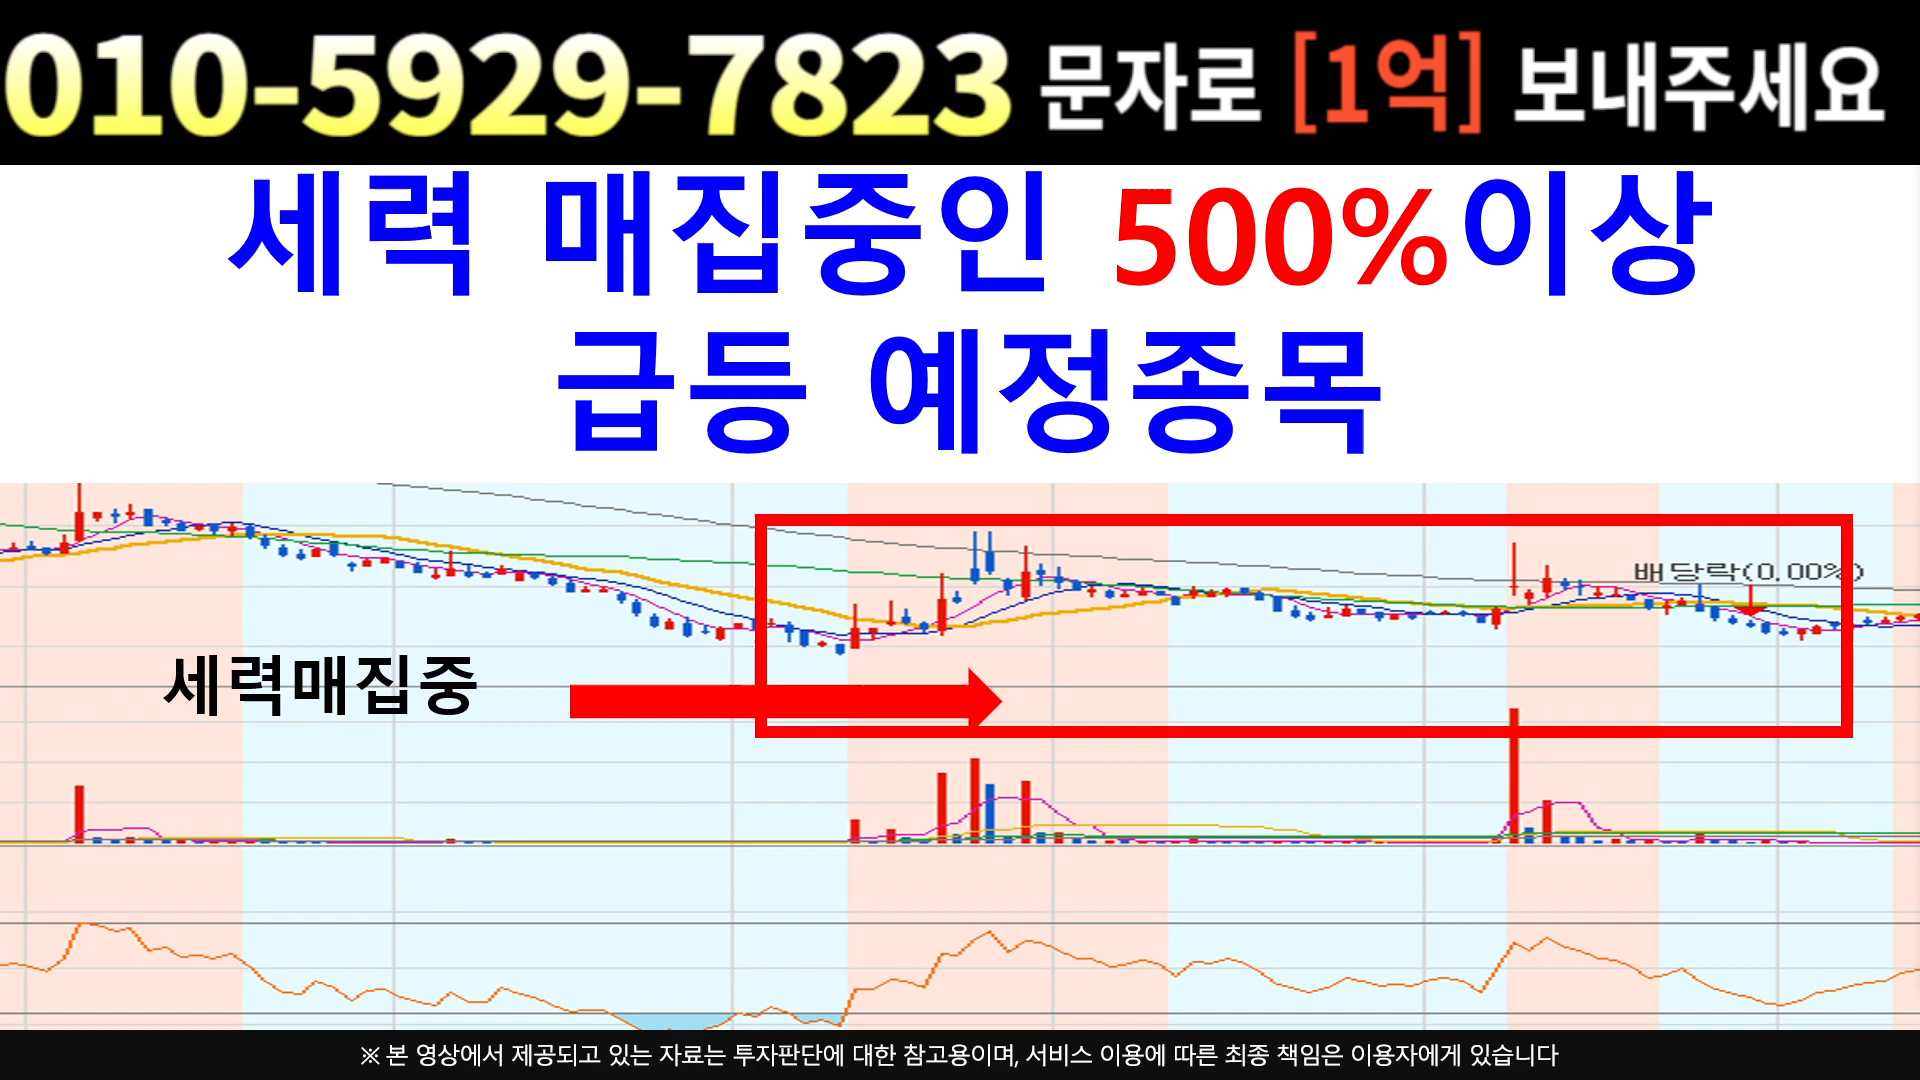 010-5929-7823 문자로 [1억] 보내주세요
세력 매집중인 500%이상
급등 예정종목
배당락(0.00%)
세력매집중
※ 본 영상에서 제공되고 있는 자료는 투자판단에 대한 참고용이며, 서비스 이용에 따른 최종 책임은 이용자에게 있습니다